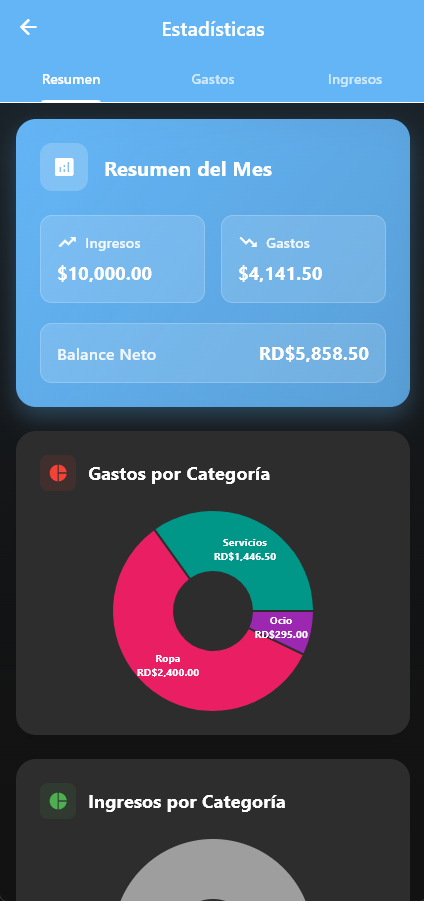 Estadísticas
Resumen
Gastos
Ingresos
Resumen del Mes
Ingresos
$10,000.00
Gastos
$4,141.50
Balance Neto
RD$5,858.50
Gastos por Categoría
Servicios
RD$1,446.50
Ocio
RD$295.00
Ropa
RD$2,400.00
Ingresos por Categoría